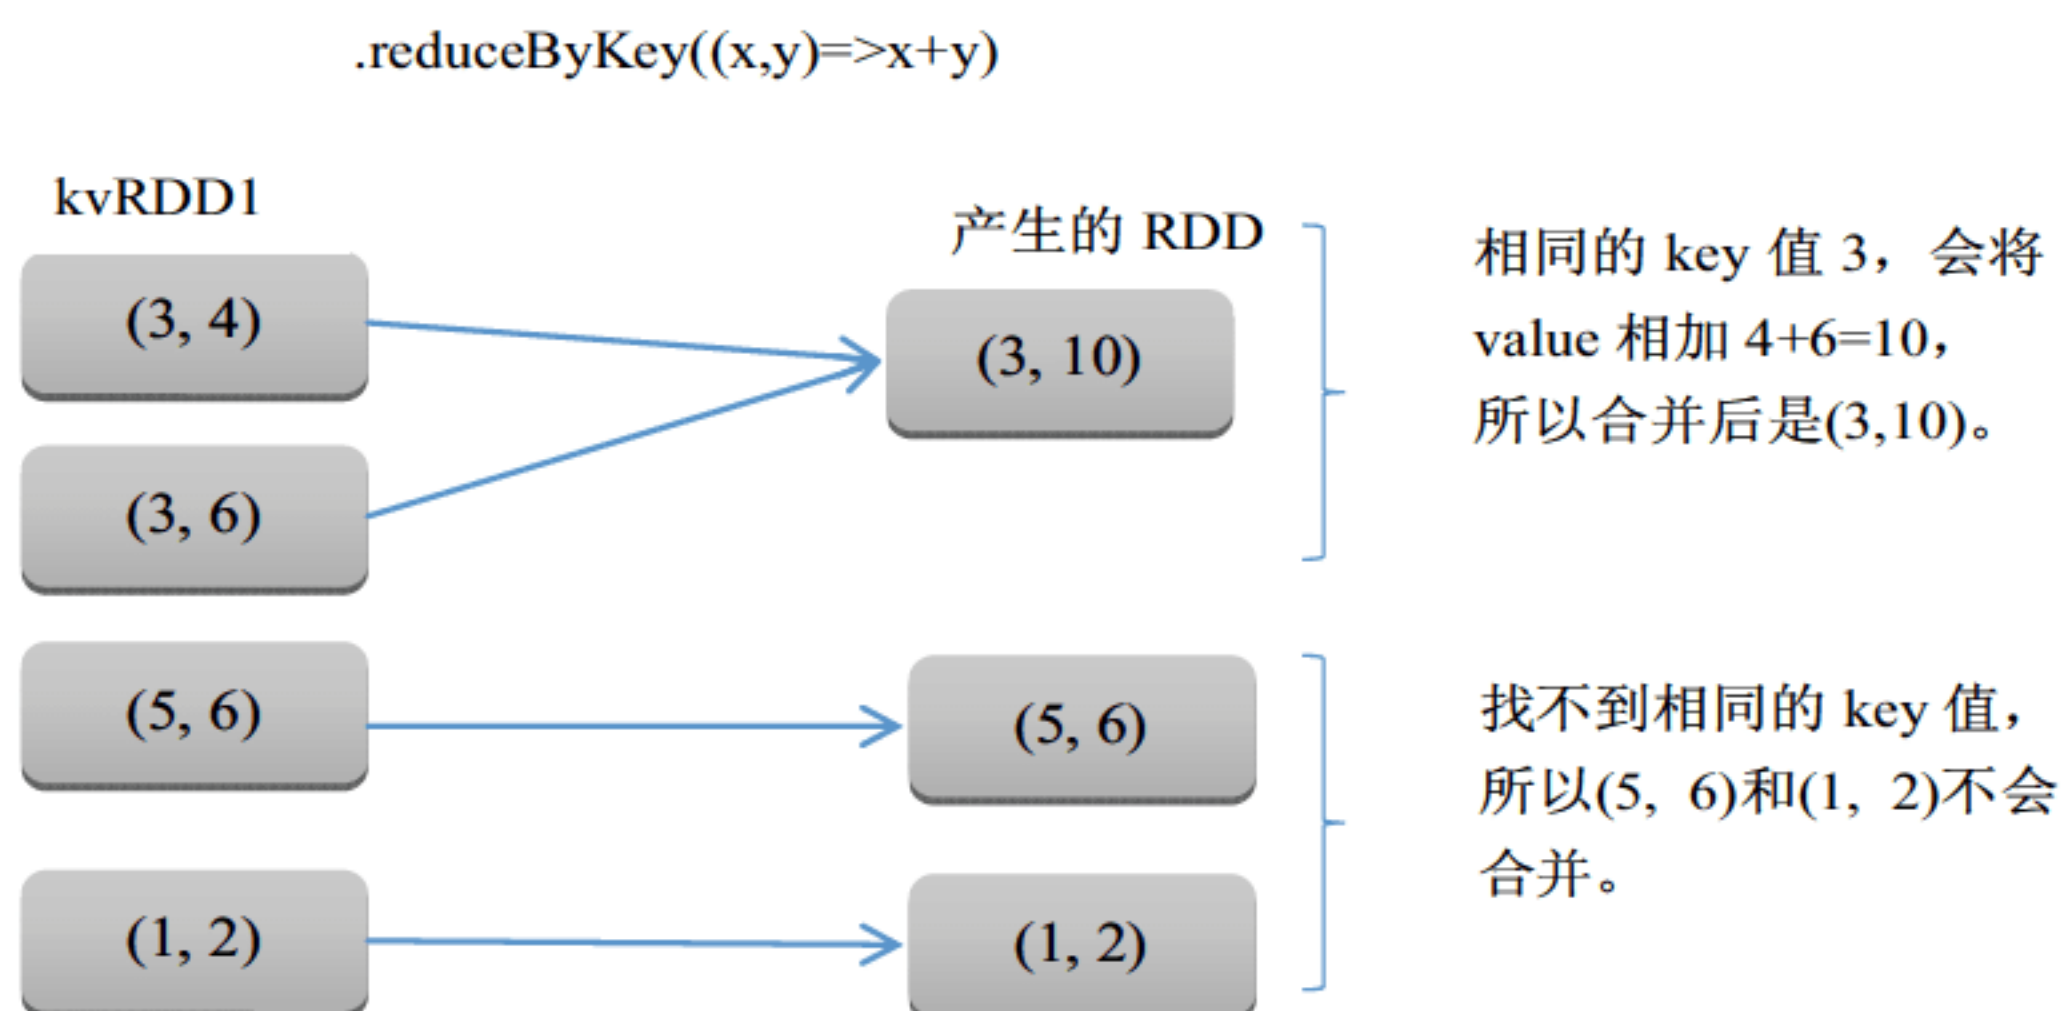 .reduceByKey((x,y)=>x+y)
kvRDD1
产生的 RDD
(3, 4)
(3, 10)
(3, 6)
相同的 key 值 3，会将
value 相加 4+6=10，
所以合并后是(3,10)。
(5, 6)
(5, 6)
(1, 2)
(1, 2)
找不到相同的 key 值，
所以(5, 6)和(1, 2)不会
合并。